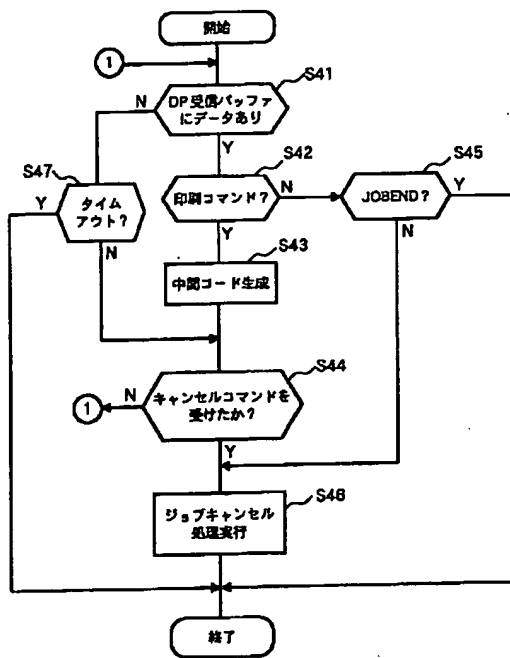 開始
1
S41
N
DP受信バッファ
にデータあり
Y
S42
S45
S47
Y
タイム
アウト?
印刷コマンド?
N
JOBEND?
Y
N
Y
S43
N
中間コード生成
S44
N
キャンセルコマンドを
受けたか?
1
Y
S46
ジョブキャンセル
処理実行
終了